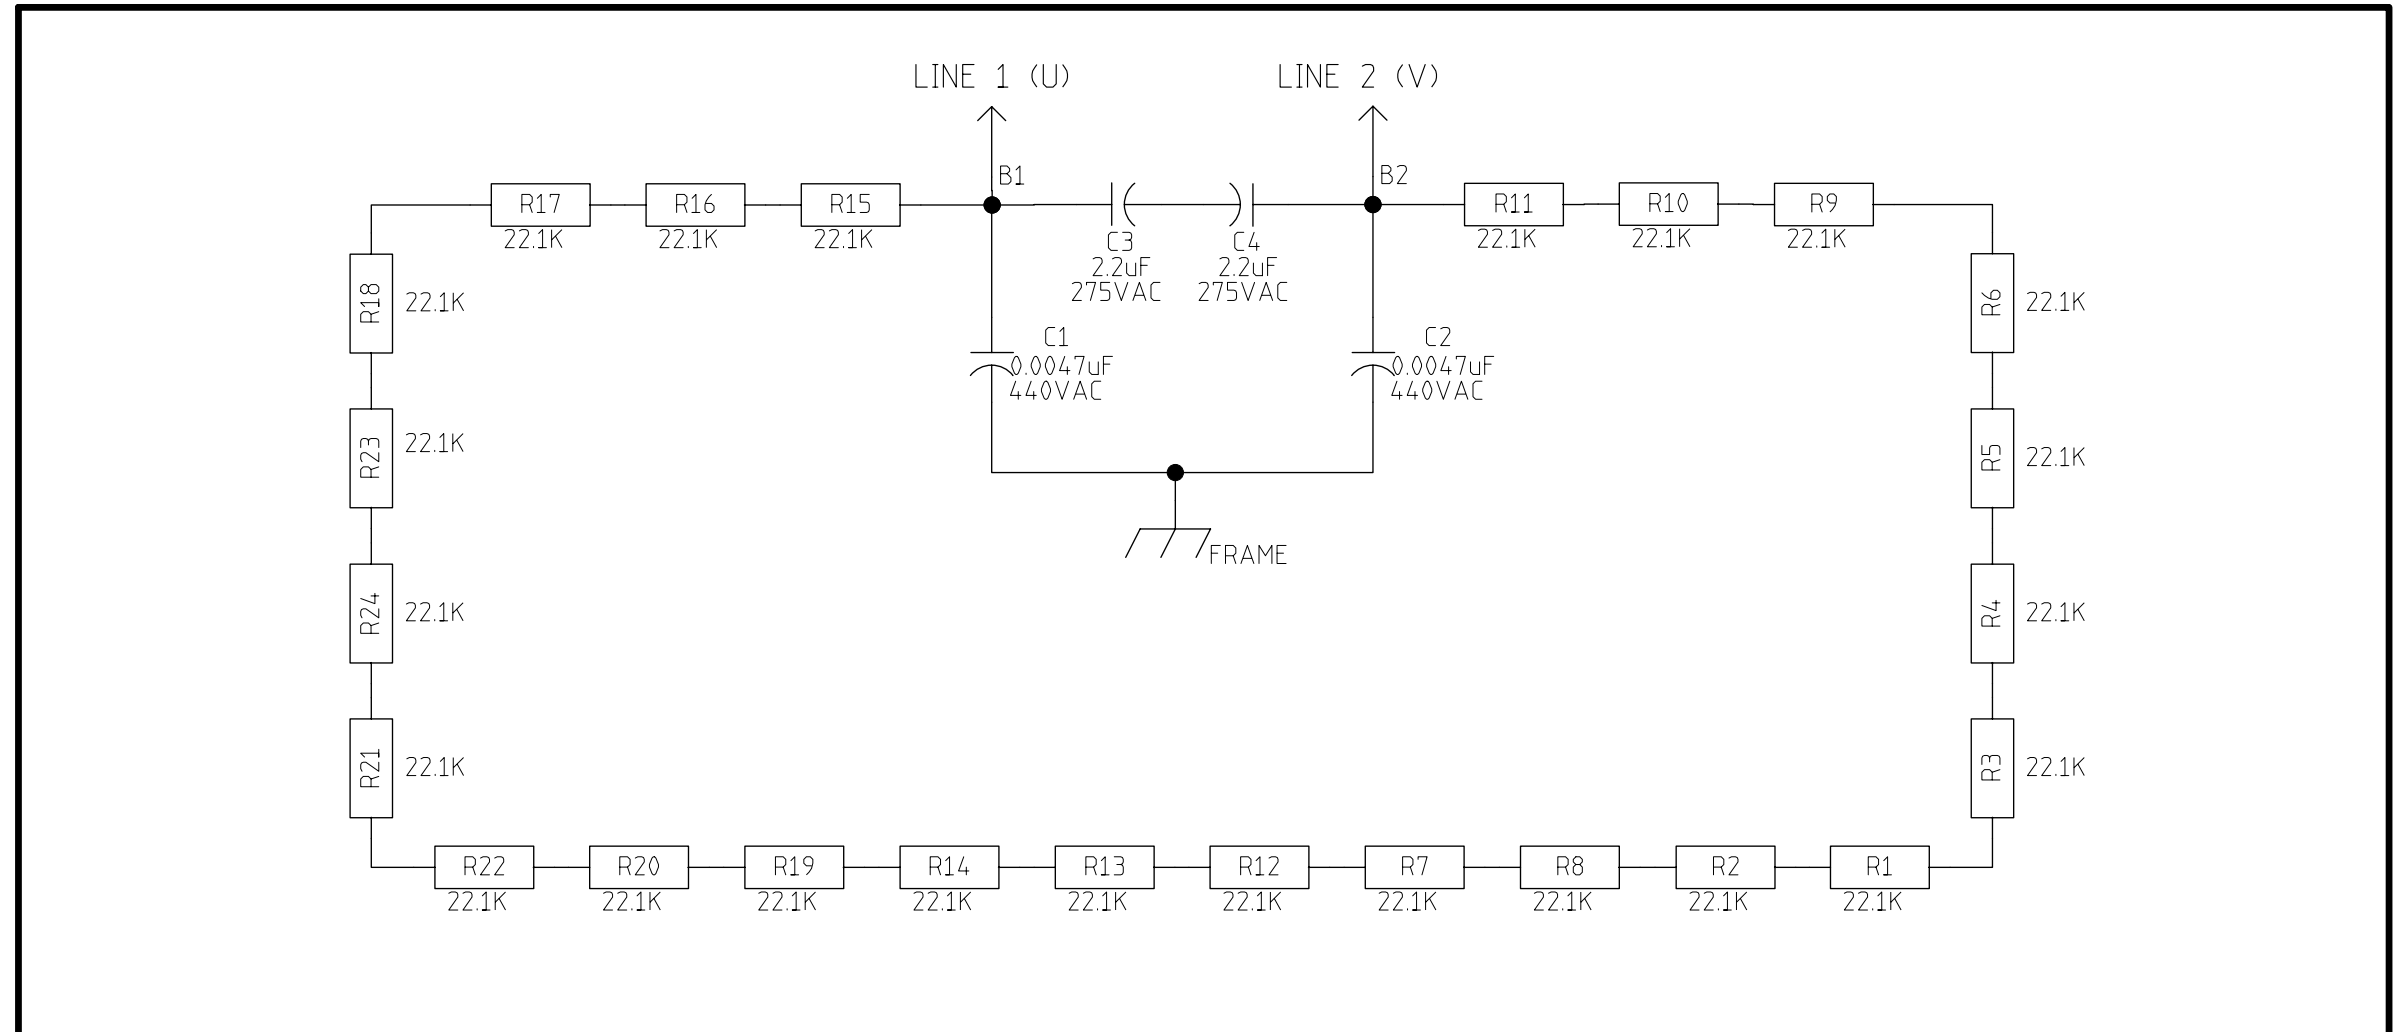 LINE 1 (U)
LINE 2 (V)
B1
B2
R17
22.1K
R16
22.1K
R15
22.1K
C3
2.2uF
275VAC
C4
2.2uF
275VAC
R11
22.1K
R10
22.1K
R9
22.1K
R18
22.1K
C1
0.0047uF
440VAC
C2
0.0047uF
440VAC
R6
22.1K
R23
22.1K
R5
22.1K
FRAME
R24
22.1K
R4
22.1K
R21
22.1K
R3
22.1K
R22
22.1K
R20
22.1K
R19
22.1K
R14
22.1K
R13
22.1K
R12
22.1K
R7
22.1K
R8
22.1K
R2
22.1K
R1
22.1K